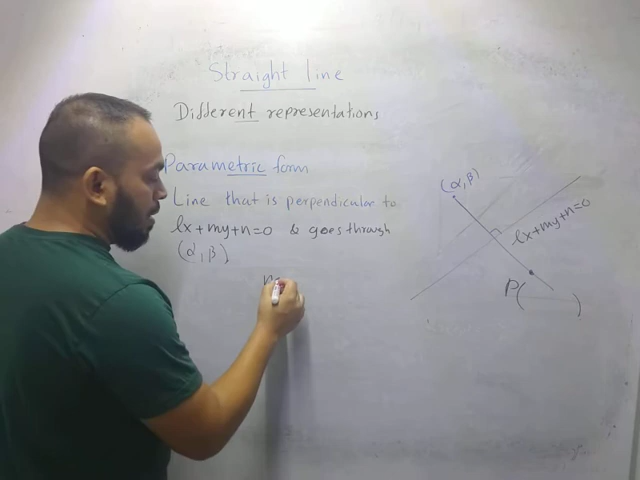 Straight line
Different representations
Parametric form
Line that is perpendicular to
lx+my+n=0 & goes through
(α,β)
(α,β)
lx+my+n=0
P( )